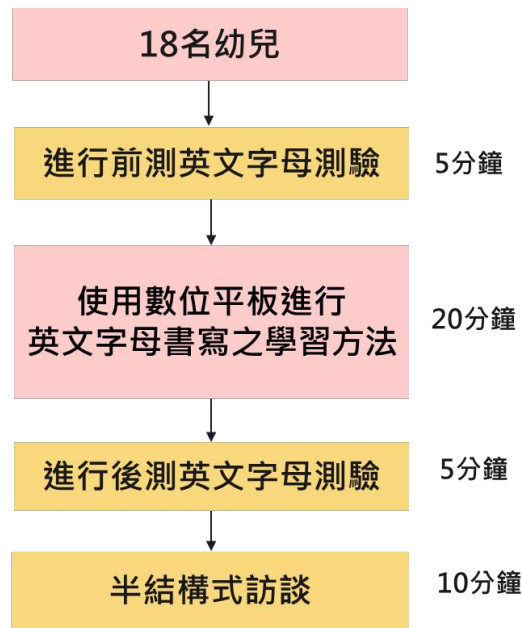 18名幼兒
進行前測英文字母測驗
5分鐘
使用數位平板進行
英文字母書寫之學習方法
20分鐘
進行後測英文字母測驗
5分鐘
半結構式訪談
10分鐘